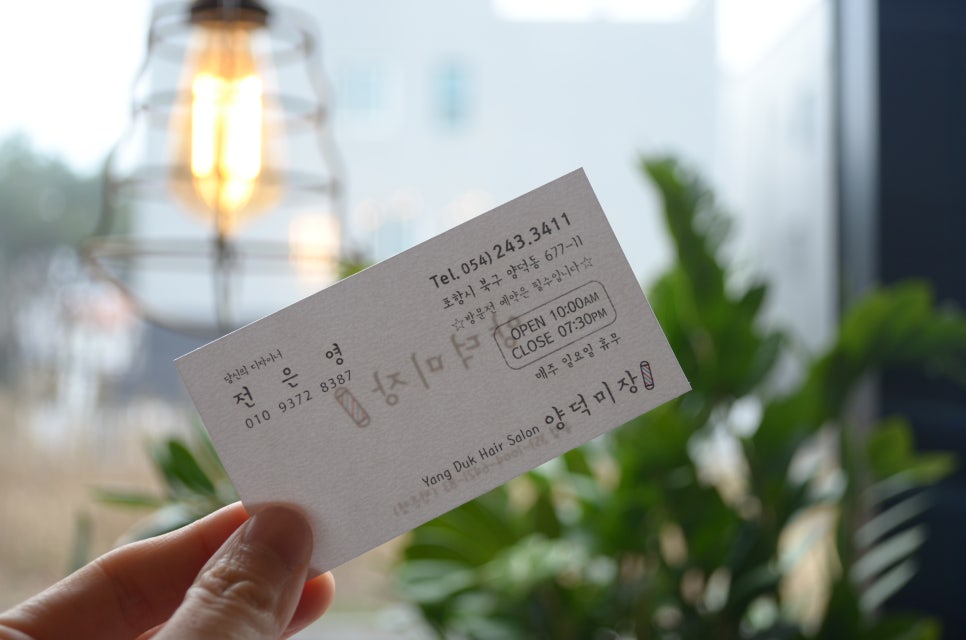 당신의 디자이너
전 은 영
010 9372 8387
Tel. 054) 243.3411
포항시 북구 양덕동 677-11
☆방문전 예약은 필수입니다☆
OPEN 10:00AM
CLOSE 07:30PM
매주 일요일 휴무
Yang Duk Hair Salon 양덕미장